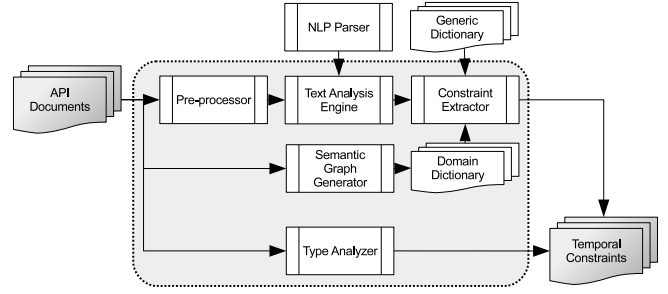 NLP Parser
Generic
Dictionary
API
Documents
Pre-processor
Text Analysis
Engine
Constraint
Extractor
Semantic
Graph
Generator
Domain
Dictionary
Type Analyzer
Temporal
Constraints